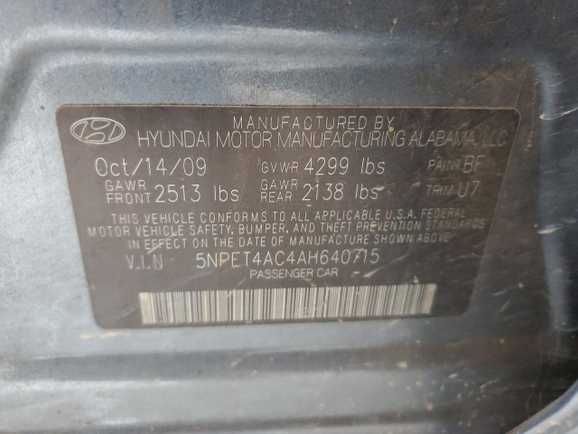 MANUFACTURED BY
HYUNDAI MOTOR MANUFACTURING ALABAMA, LLC
Oct/14/09 GVWR 4299 lbs PAINT BF
GAWR FRONT 2513 lbs GAWR REAR 2138 lbs TRIM U7
THIS VEHICLE CONFORMS TO ALL APPLICABLE U.S.A. FEDERAL
MOTOR VEHICLE SAFETY, BUMPER, AND THEFT PREVENTION STANDARDS
IN EFFECT ON THE DATE OF MANUFACTURE SHOWN ABOVE.
V.I.N 5NPET4AC4AH640715
PASSENGER CAR